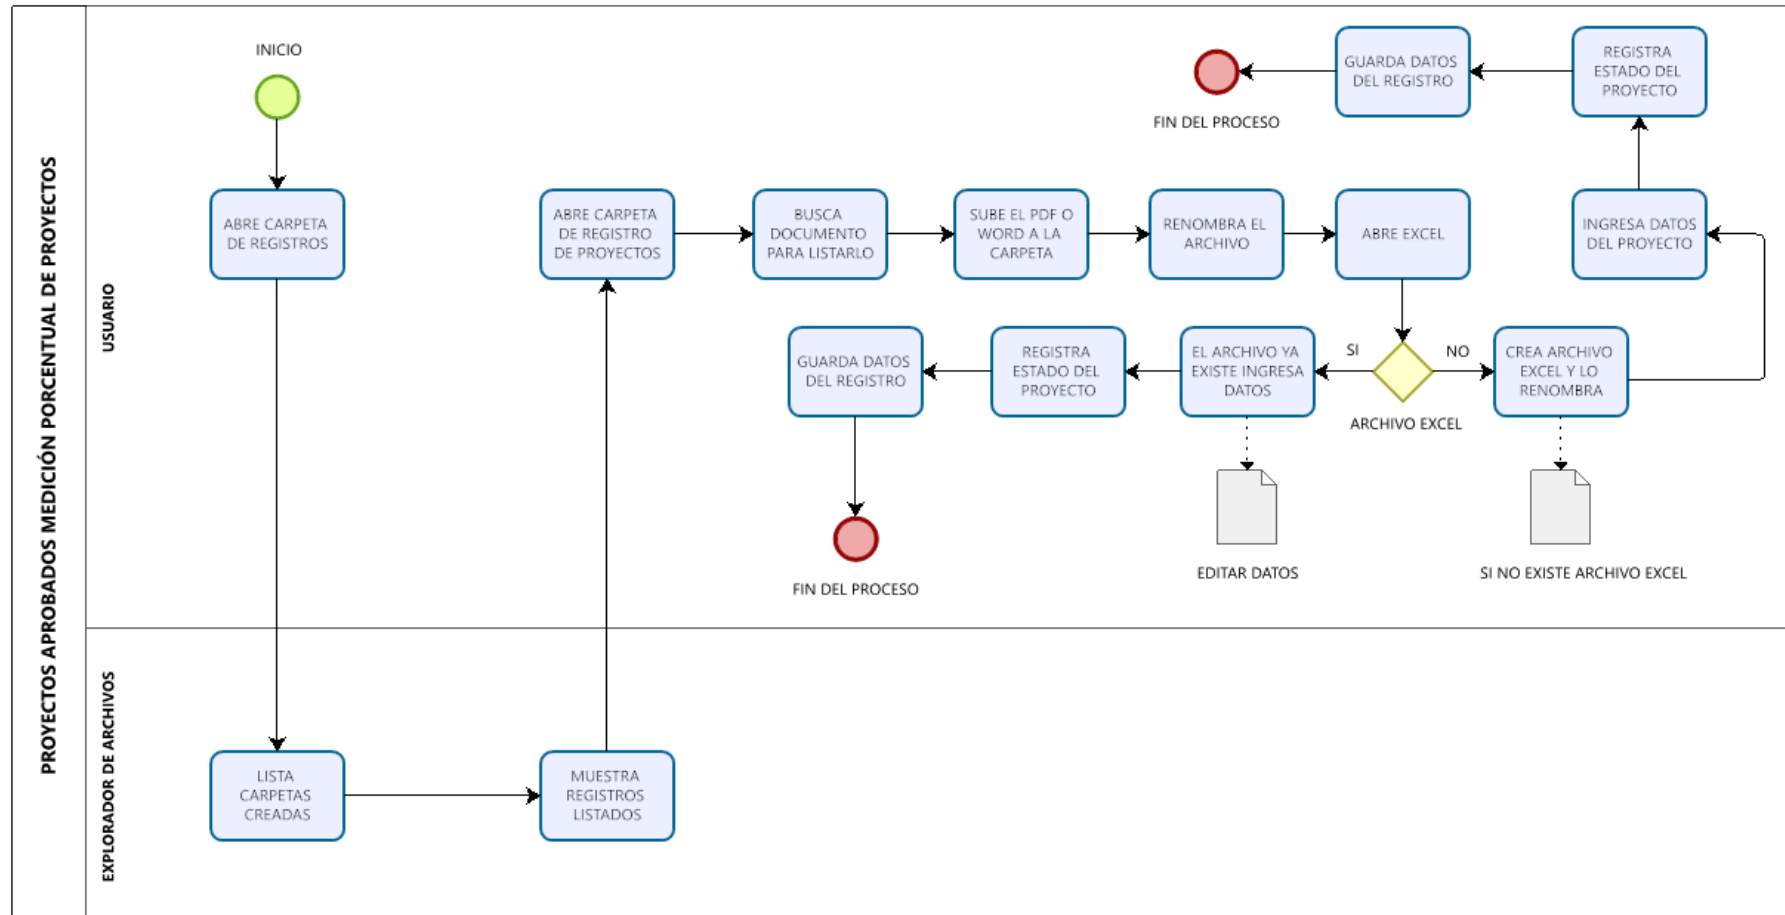 PROYECTOS APROBADOS MEDICIÓN PORCENTUAL DE PROYECTOS
USUARIO
INICIO
ABRE CARPETA
DE REGISTROS
ABRE CARPETA
DE REGISTRO
DE PROYECTOS
BUSCA
DOCUMENTO
PARA LISTARLO
SUBE EL PDF O
WORD A LA
CARPETA
RENOMBRA EL
ARCHIVO
ABRE EXCEL
INGRESA DATOS
DEL PROYECTO
REGISTRA
ESTADO DEL
PROYECTO
GUARDA DATOS
DEL REGISTRO
FIN DEL PROCESO
GUARDA DATOS
DEL REGISTRO
REGISTRA
ESTADO DEL
PROYECTO
EL ARCHIVO YA
EXISTE INGRESA
DATOS
SI
NO
ARCHIVO EXCEL
CREA ARCHIVO
EXCEL Y LO
RENOMBRA
FIN DEL PROCESO
EDITAR DATOS
SI NO EXISTE ARCHIVO EXCEL
EXPLORADOR DE ARCHIVOS
LISTA
CARPETAS
CREADAS
MUESTRA
REGISTROS
LISTADOS